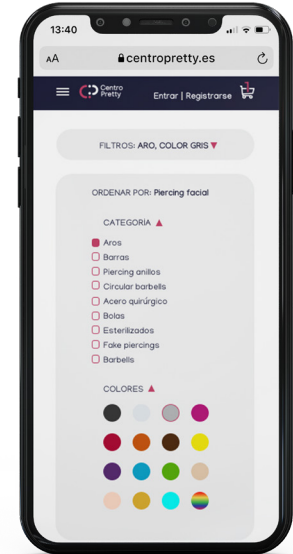 13:40
AA
centropretty.es
Centro
Pretty
Entrar | Registrarse
1
FILTROS: ARO, COLOR GRIS
ORDENAR POR: Piercing facial
CATEGORÍA
Aros
Barras
Piercing anillos
Circular barbells
Acero quirúrgico
Bolas
Esterilizados
Fake piercings
Barbells
COLORES